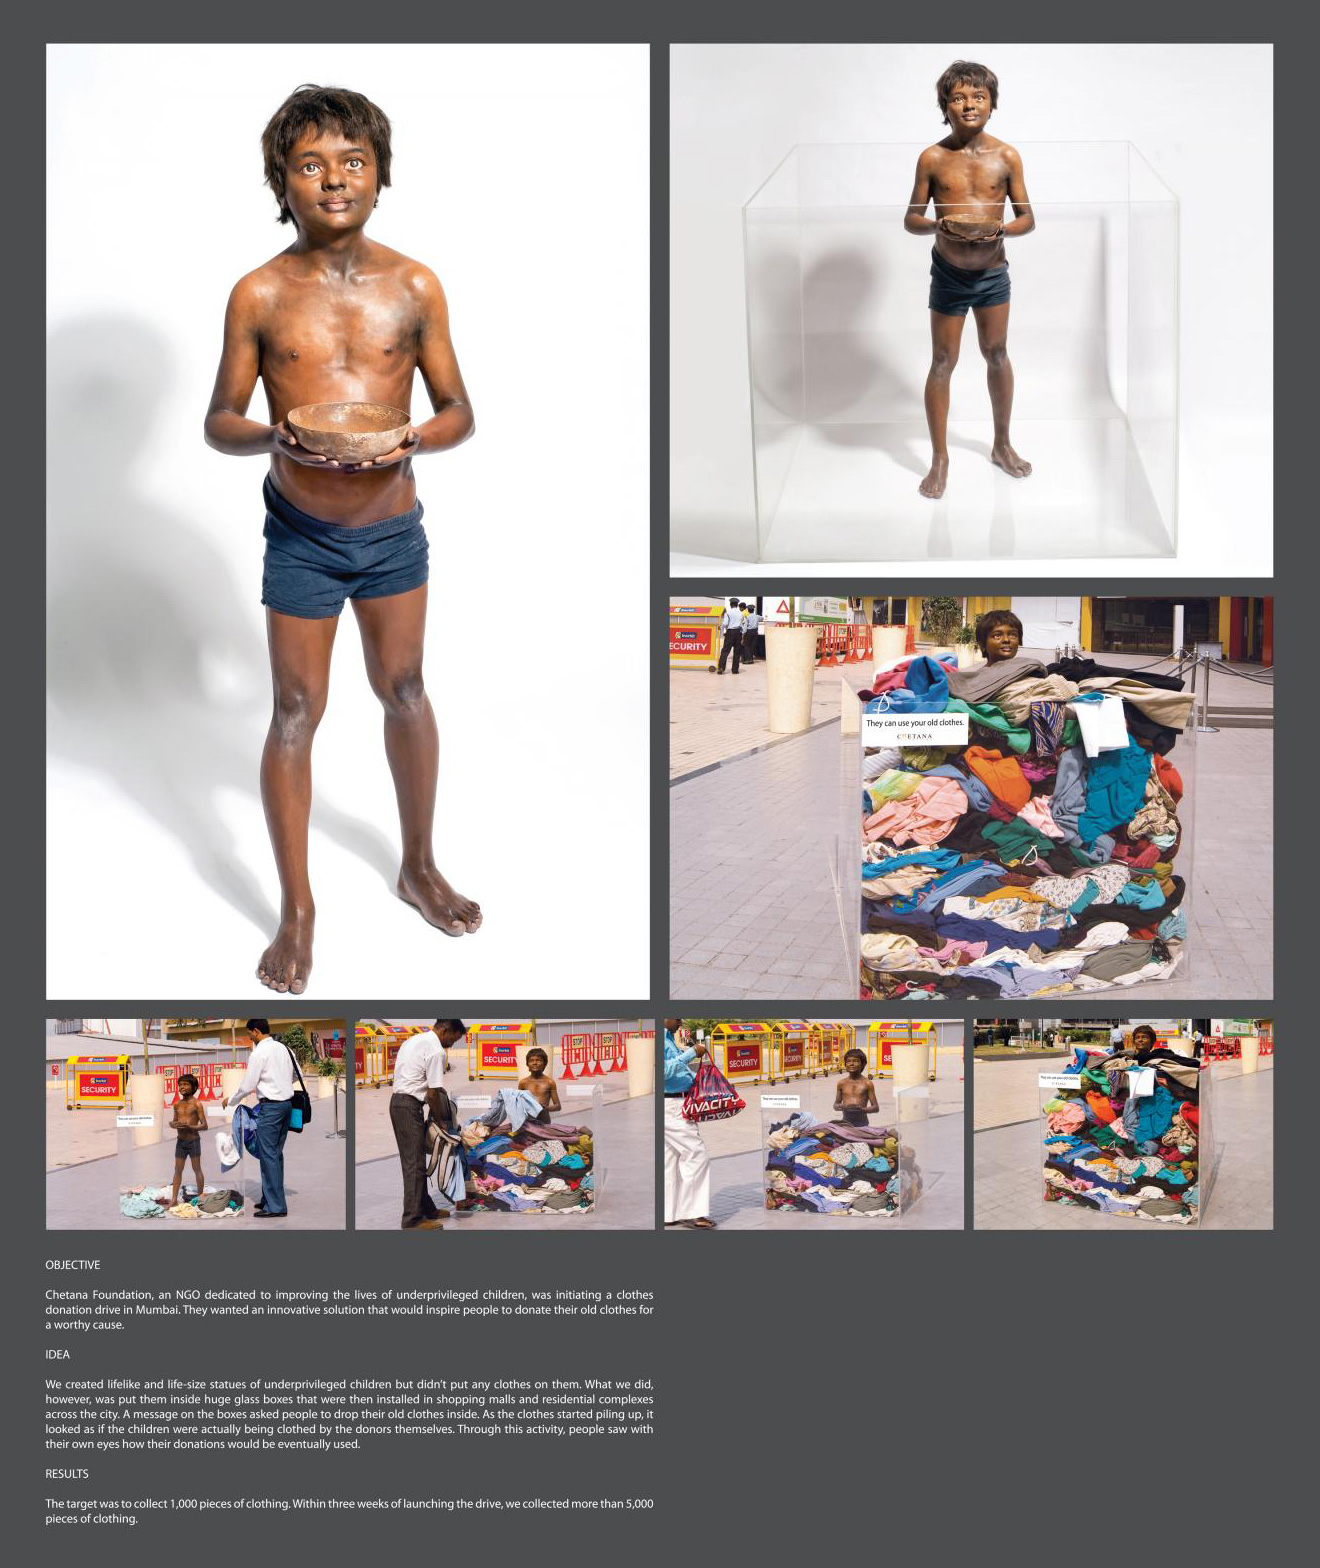 SECURITY
They can use your old clothes.
CHETANA
SECURITY
SECURITY
STOP
STOP
SECURITY
SECURITY
VIVACITY
OBJECTIVE
Chetana Foundation, an NGO dedicated to improving the lives of underprivileged children, was initiating a clothes
donation drive in Mumbai. They wanted an innovative solution that would inspire people to donate their old clothes for
a worthy cause.
IDEA
We created lifelike and life-size statues of underprivileged children but didn't put any clothes on them. What we did,
however, was put them inside huge glass boxes that were then installed in shopping malls and residential complexes
across the city. A message on the boxes asked people to drop their old clothes inside. As the clothes started piling up, it
looked as if the children were actually being clothed by the donors themselves. Through this activity, people saw with
their own eyes how their donations would be eventually used.
RESULTS
The target was to collect 1,000 pieces of clothing. Within three weeks of launching the drive, we collected more than 5,000
pieces of clothing.